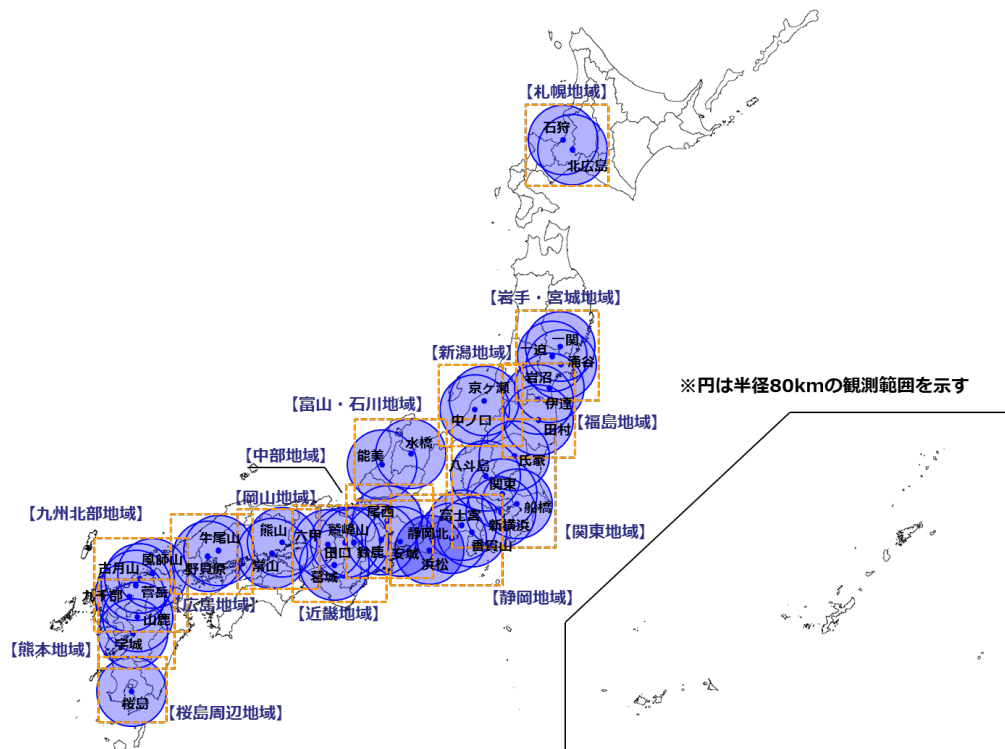 【札幌地域】
石狩
北広島
【岩手・宮城地域】
一関
一迫
涌谷
【新潟地域】
岩沼
京ヶ瀬
伊達
※円は半径80kmの観測範囲を示す
中ノ口
【富山・石川地域】
田村
【福島地域】
水橋
能美
【中部地域】
氏家
八斗島
関東
【岡山地域】
尾西
船橋
【九州北部地域】
富士宮
新横浜
【関東地域】
熊山
六甲
鷲峰山
静岡北
牛尾山
香貫山
田口
鈴鹿
安城
浜松
風師山
古月山
野貝原
常山
葛城
【静岡地域】
九千部
菅岳
【広島地域】
【近畿地域】
山鹿
宇城
【熊本地域】
桜島
【桜島周辺地域】